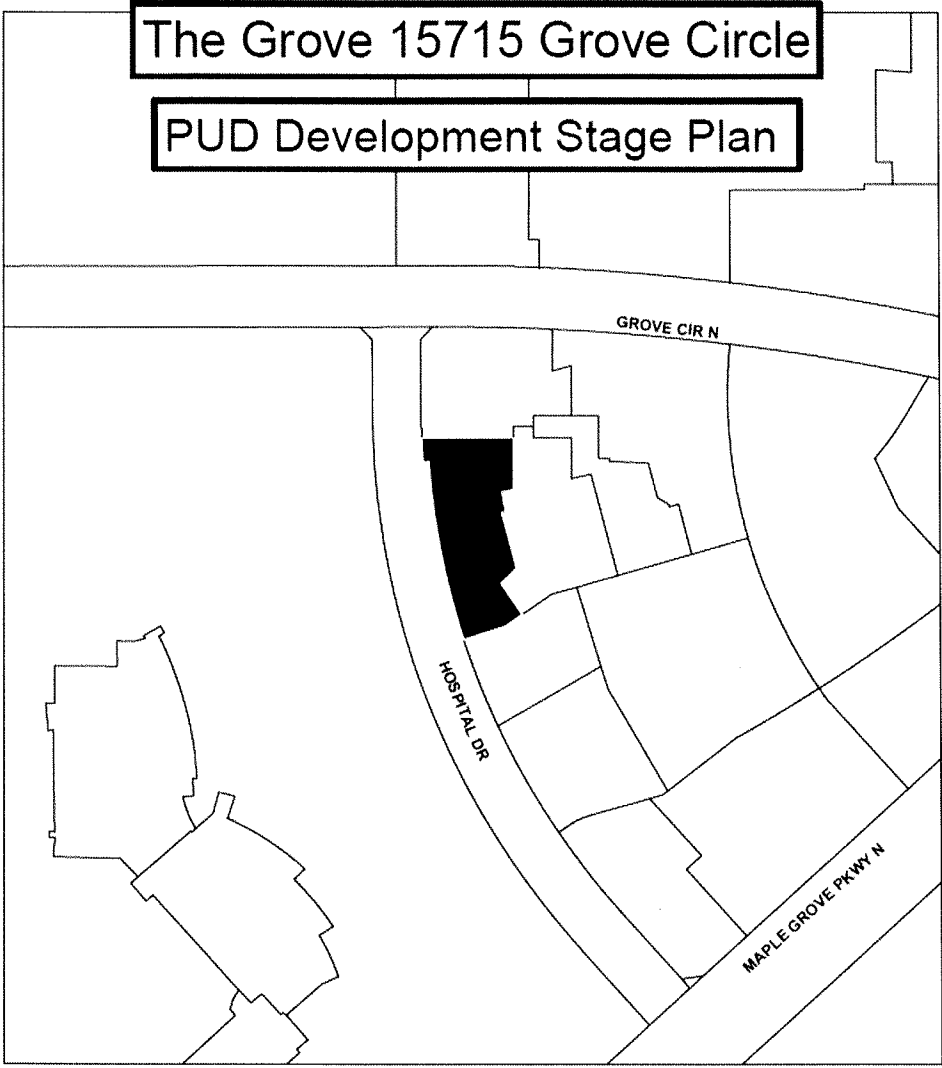 The Grove 15715 Grove Circle
PUD Development Stage Plan
GROVE CIR N
HOSPITAL DR
MAPLE GROVE PKWY N